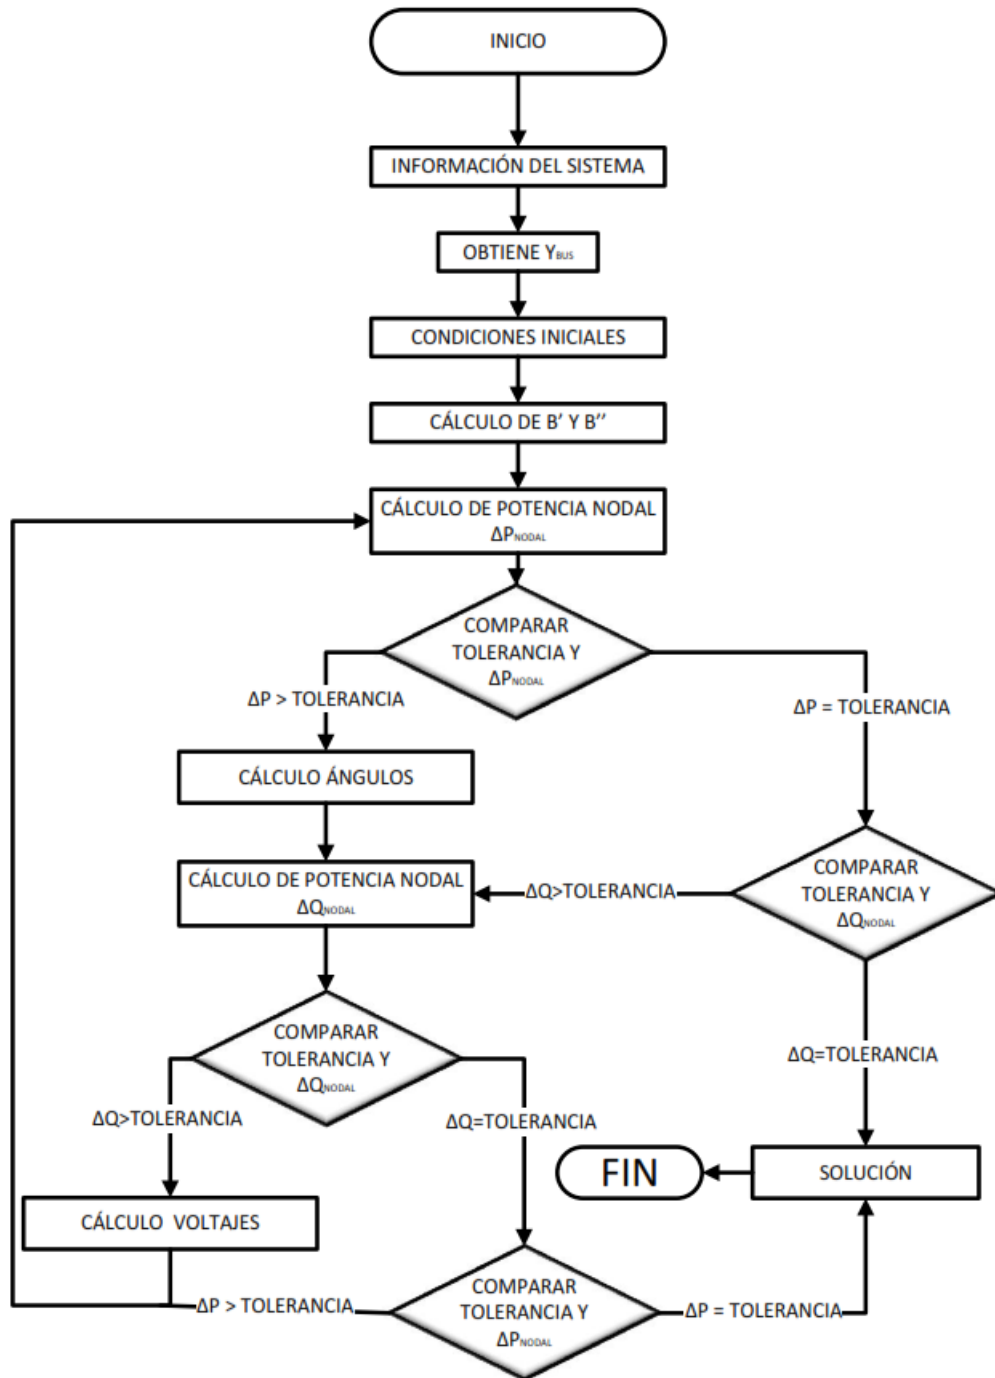 INICIO
INFORMACIÓN DEL SISTEMA
OBTIENE YBUS
CONDICIONES INICIALES
CÁLCULO DE B' Y B''
CÁLCULO DE POTENCIA NODAL
ΔPNODAL
COMPARAR
TOLERANCIA Y
ΔPNODAL
ΔP > TOLERANCIA
ΔP = TOLERANCIA
CÁLCULO ÁNGULOS
CÁLCULO DE POTENCIA NODAL
ΔQNODAL
ΔQ>TOLERANCIA
COMPARAR
TOLERANCIA Y
ΔQNODAL
COMPARAR
TOLERANCIA Y
ΔQNODAL
ΔQ=TOLERANCIA
ΔQ>TOLERANCIA
ΔQ=TOLERANCIA
FIN
SOLUCIÓN
CÁLCULO VOLTAJES
ΔP > TOLERANCIA
COMPARAR
TOLERANCIA Y
ΔPNODAL
ΔP = TOLERANCIA